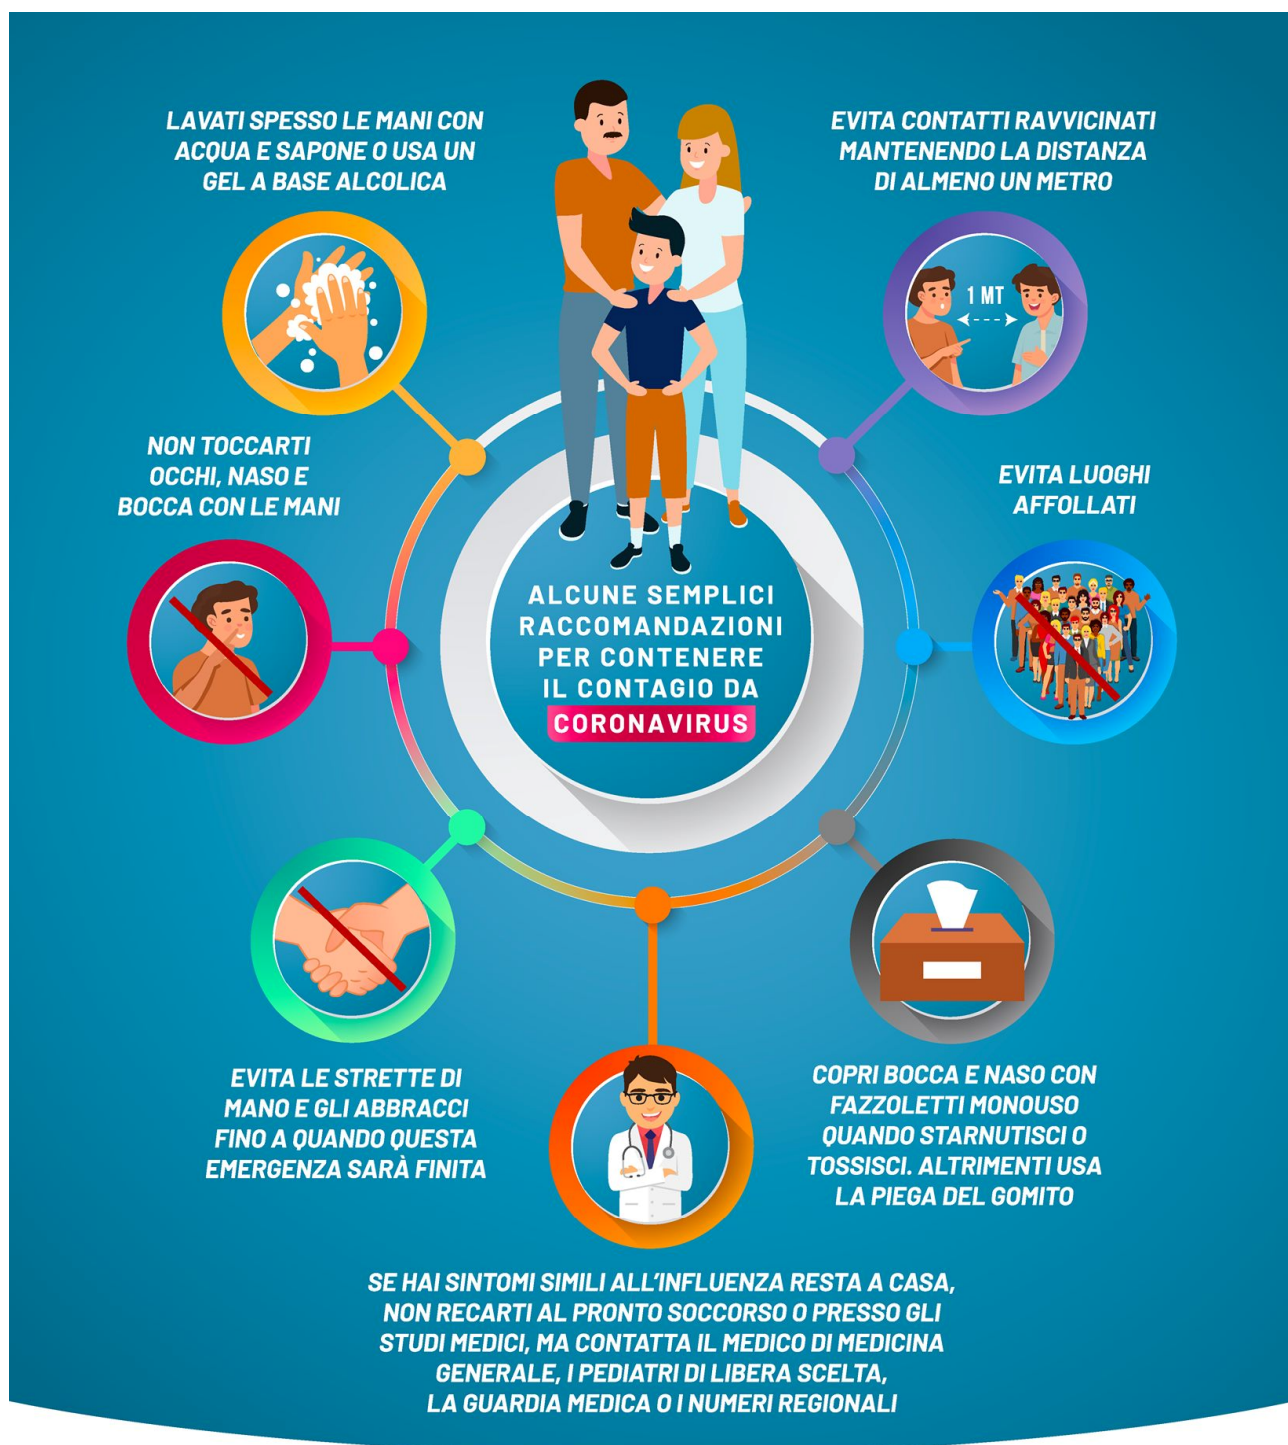 LAVATI SPESSO LE MANI CON
ACQUA E SAPONE O USA UN
GEL A BASE ALCOLICA
EVITA CONTATTI RAVVICINATI
MANTENENDO LA DISTANZA
DI ALMENO UN METRO
1 MT
NON TOCCARTI
OCCHI, NASO E
BOCCA CON LE MANI
EVITA LUOGHI
AFFOLLATI
ALCUNE SEMPLICI
RACCOMANDAZIONI
PER CONTENERE
IL CONTAGIO DA
CORONAVIRUS
EVITA LE STRETTE DI
MANO E GLI ABBRACCI
FINO A QUANDO QUESTA
EMERGENZA SARÀ FINITA
COPRI BOCCA E NASO CON
FAZZOLETTI MONOUSO
QUANDO STARNUTISCI O
TOSSISCI. ALTRIMENTI USA
LA PIEGA DEL GOMITO
SE HAI SINTOMI SIMILI ALL'INFLUENZA RESTA A CASA,
NON RECARTI AL PRONTO SOCCORSO O PRESSO GLI
STUDI MEDICI, MA CONTATTA IL MEDICO DI MEDICINA
GENERALE, I PEDIATRI DI LIBERA SCELTA,
LA GUARDIA MEDICA O I NUMERI REGIONALI